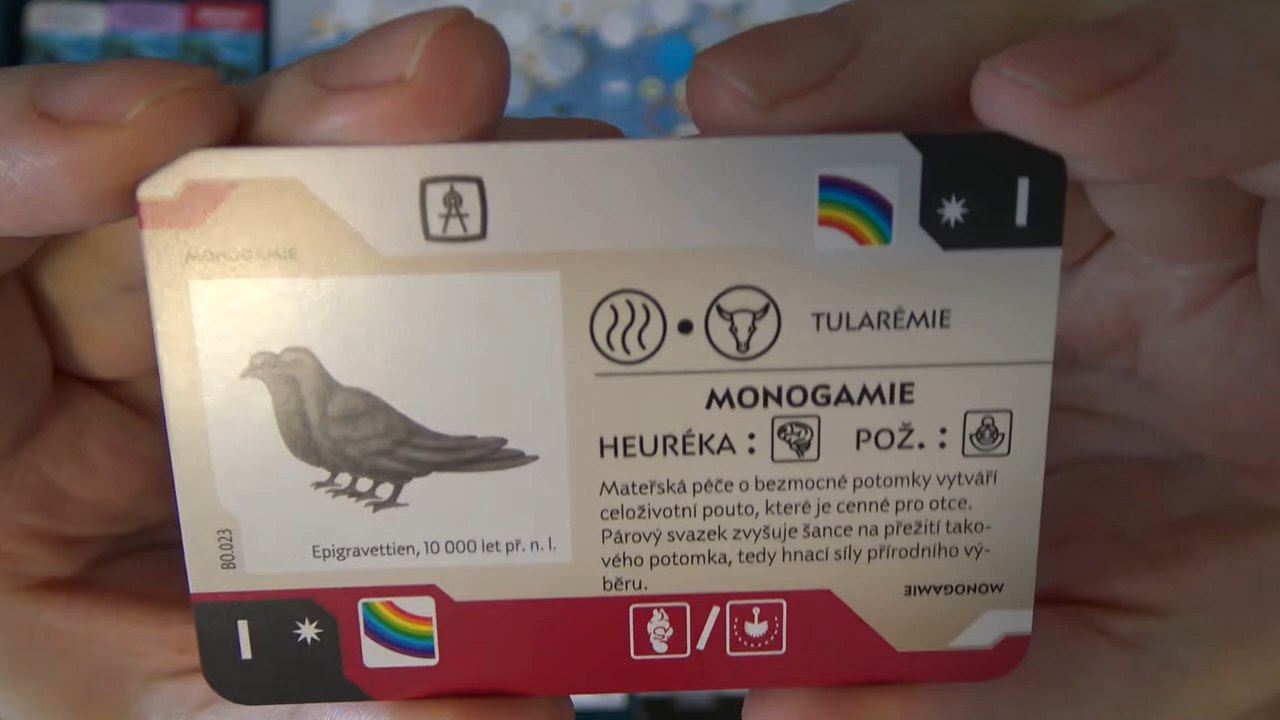 I
MONOGAMIE
TULARÉMIE
MONOGAMIE
HEURÉKA : POŽ. :
Mateřská péče o bezmocné potomky vytváří
celoživotní pouto, které je cenné pro otce.
Párový svazek zvyšuje šance na přežití tako-
vého potomka, tedy hnací síly přírodního vý-
běru.
B0.023
Epigravettien, 10 000 let př. n. l.
MONOGAMIE
I
/